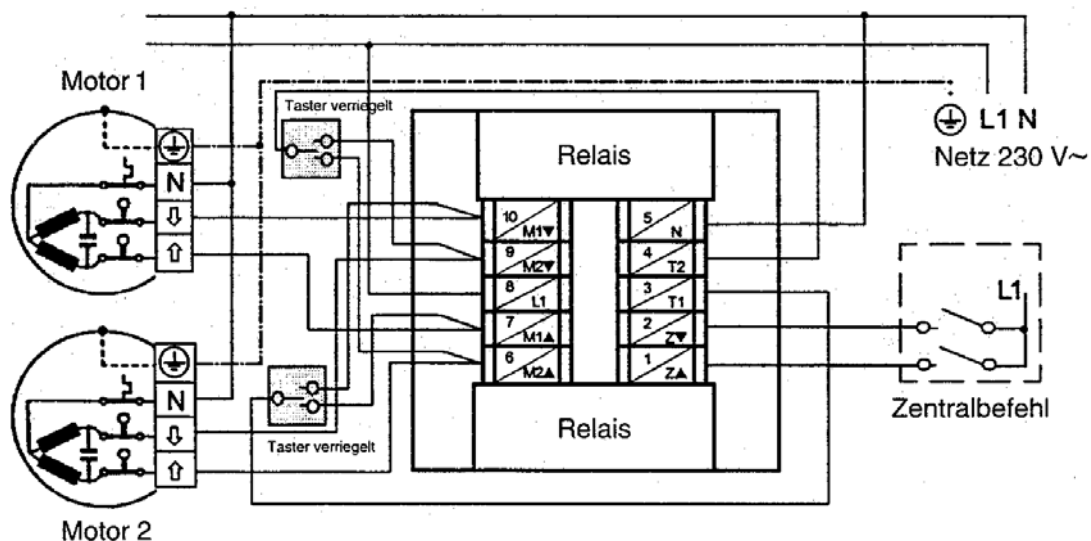 Motor 1
N
⇩
⇧
Taster verriegelt
Relais
10 M1▼
9 M2▼
8 L1
7 M1▲
6 M2▲
5 N
4 T2
3 T1
2 Z▼
1 Z▲
Relais
L1 N
Netz 230 V~
L1
Zentralbefehl
N
⇩
⇧
Motor 2
Taster verriegelt